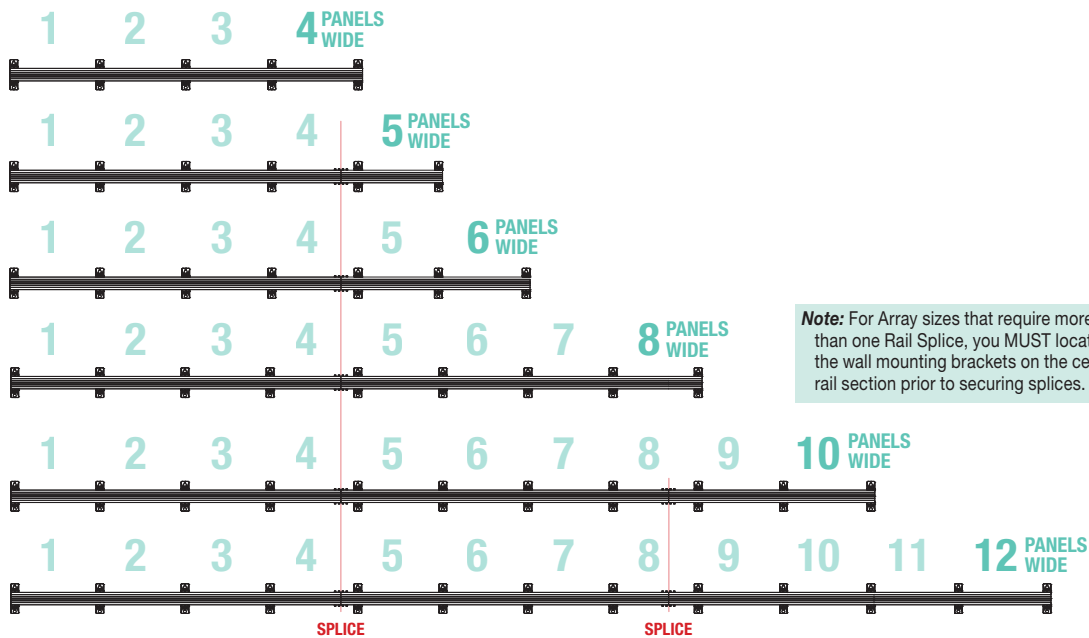 1 2 3 4 PANELS
WIDE
1 2 3 4 5 PANELS
WIDE
1 2 3 4 5 6 PANELS
WIDE
1 2 3 4 5 6 7 8 PANELS
WIDE
Note: For Array sizes that require more
than one Rail Splice, you MUST locat
the wall mounting brackets on the ce
rail section prior to securing splices.
1 2 3 4 5 6 7 8 9 10 PANELS
WIDE
1 2 3 4 5 6 7 8 9 10 11 12 PANELS
WIDE
SPLICE SPLICE